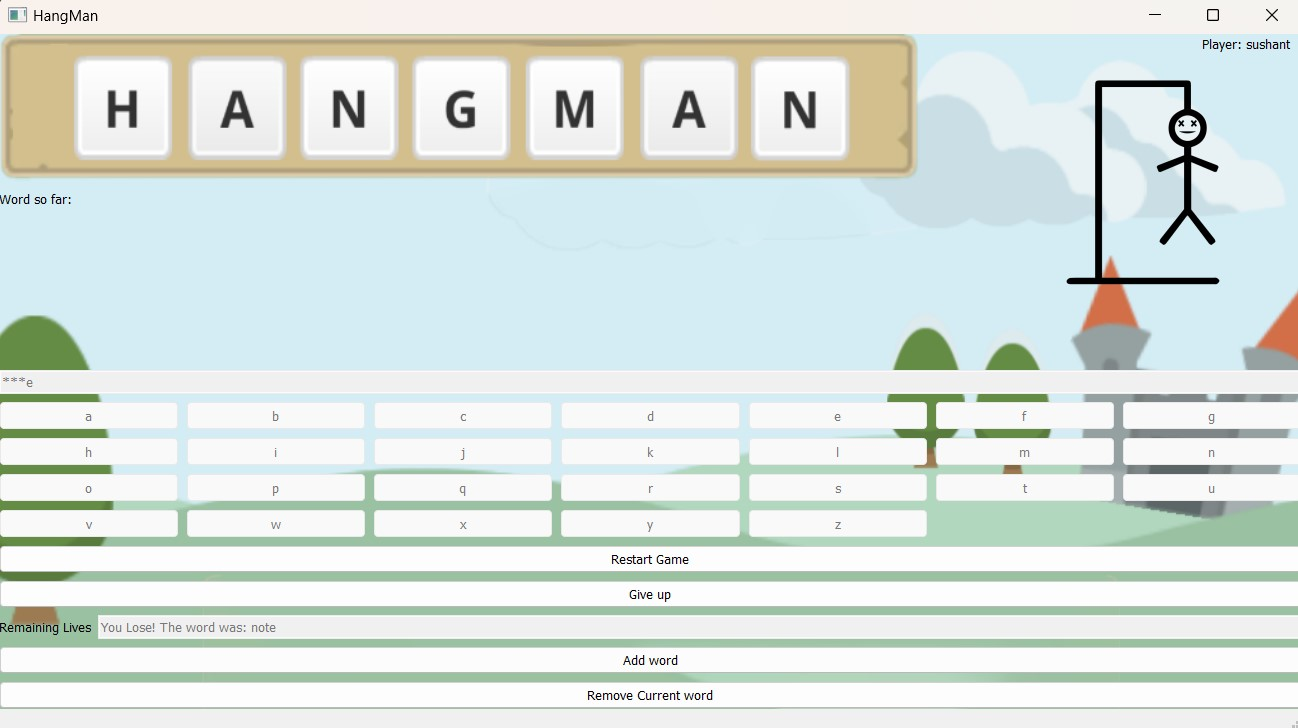 HangMan
Player: sushant
H A N G M A N
Word so far:
***e
a b c d e f g
h i j k l m n
o p q r s t u
v w x y z
Restart Game
Give up
Remaining Lives You Lose! The word was: note
Add word
Remove Current word